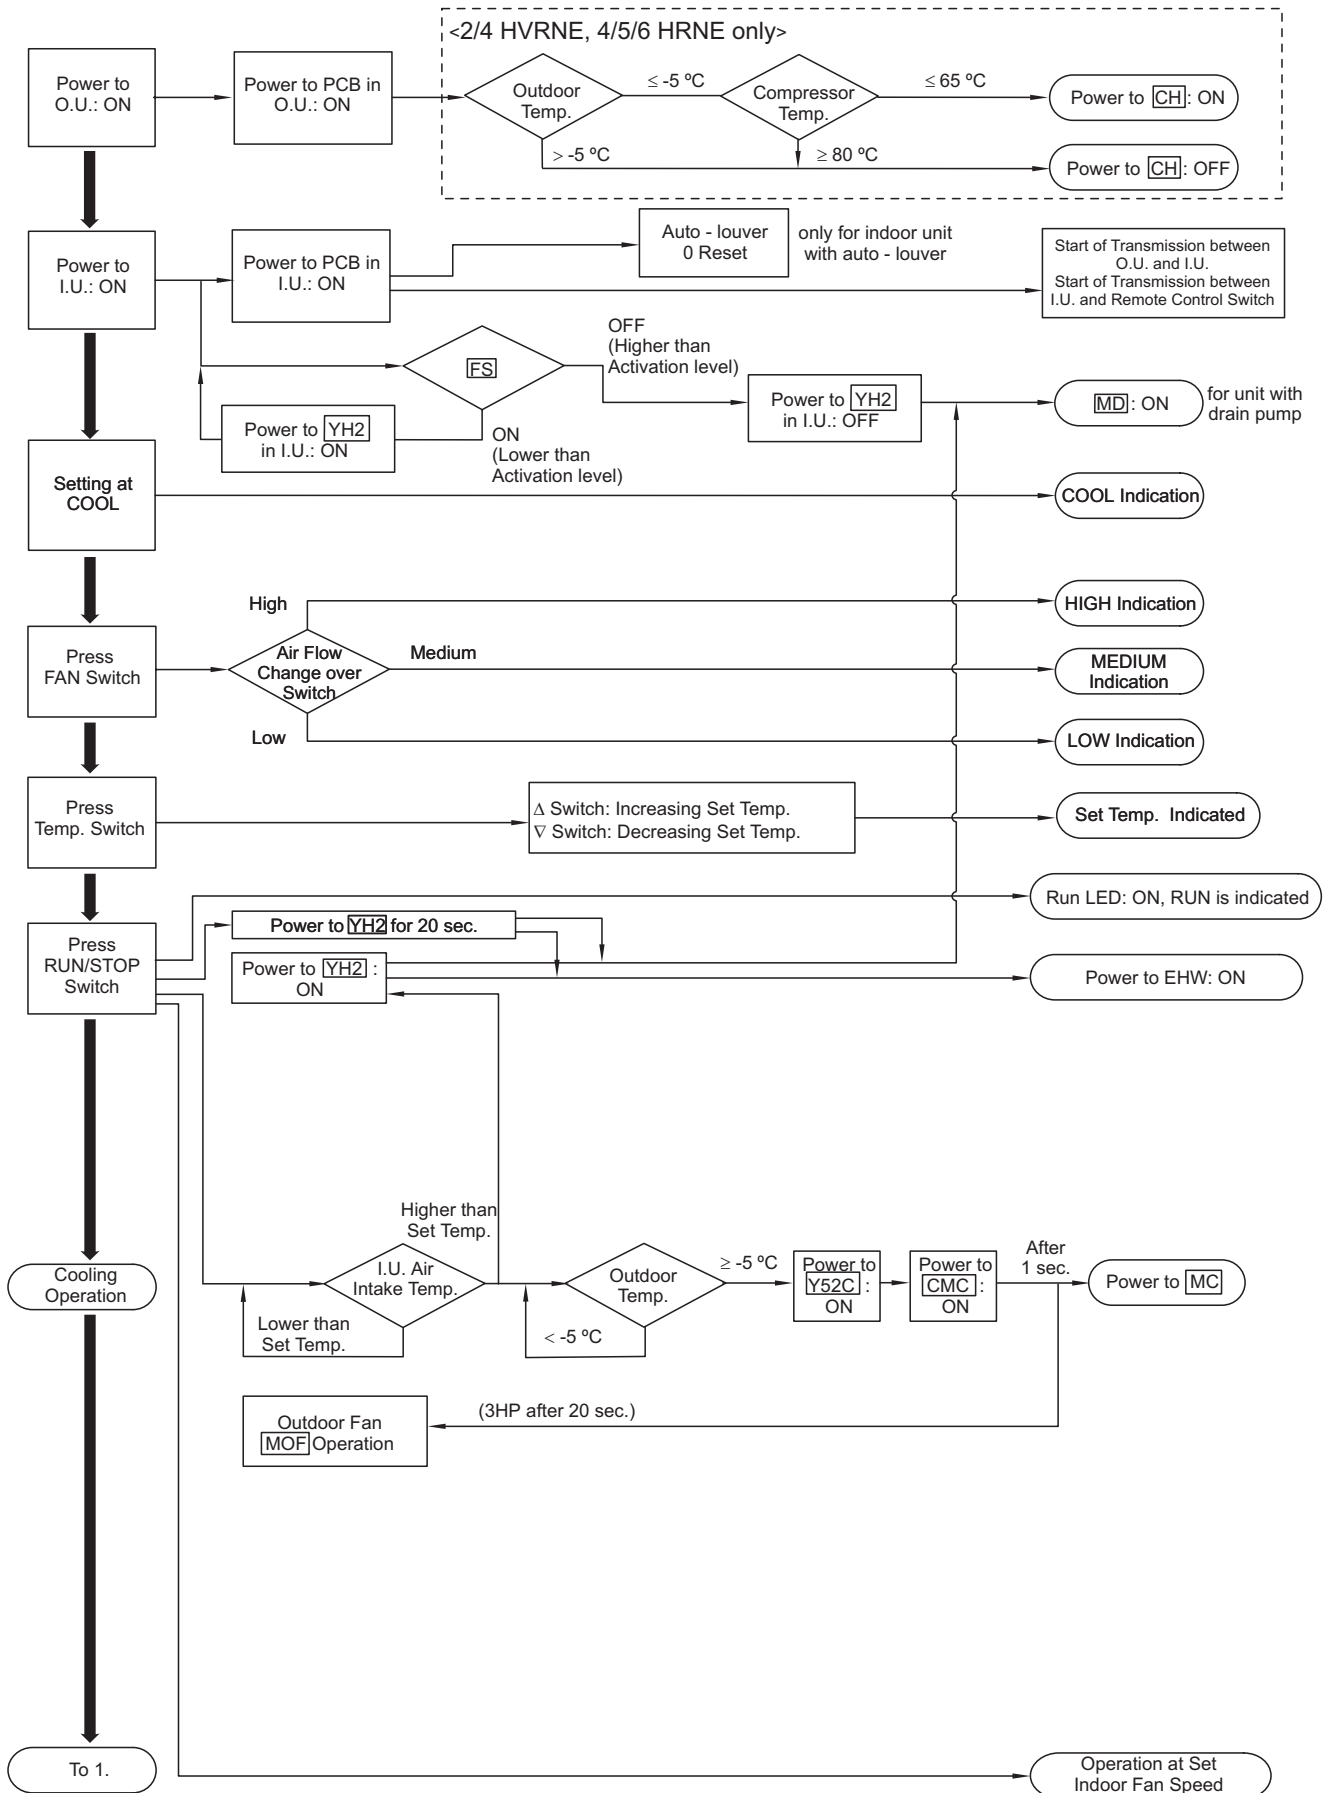 <2/4 HVRNE, 4/5/6 HRNE only>
Power to
O.U.: ON
Power to PCB in
O.U.: ON
Outdoor
Temp.
≤ -5 ºC
Compressor
Temp.
≤ 65 ºC
Power to CH: ON
> -5 ºC
≥ 80 ºC
Power to CH: OFF
Power to
I.U.: ON
Power to PCB in
I.U.: ON
Auto - louver
0 Reset
only for indoor unit
with auto - louver
Start of Transmission between
O.U. and I.U.
Start of Transmission between
I.U. and Remote Control Switch
FS
OFF
(Higher than
Activation level)
Power to YH2
in I.U.: OFF
MD: ON
for unit with
drain pump
Power to YH2
in I.U.: ON
ON
(Lower than
Activation level)
Setting at
COOL
COOL Indication
Press
FAN Switch
High
Air Flow
Change over
Switch
Medium
Low
HIGH Indication
MEDIUM
Indication
LOW Indication
Press
Temp. Switch
Δ Switch: Increasing Set Temp.
∇ Switch: Decreasing Set Temp.
Set Temp. Indicated
Press
RUN/STOP
Switch
Run LED: ON, RUN is indicated
Power to YH2 for 20 sec.
Power to YH2 :
ON
Power to EHW: ON
Cooling
Operation
Higher than
Set Temp.
I.U. Air
Intake Temp.
Lower than
Set Temp.
Outdoor
Temp.
≥ -5 ºC
< -5 ºC
Power to
Y52C :
ON
Power to
CMC :
ON
After
1 sec.
Power to MC
Outdoor Fan
MOF Operation
(3HP after 20 sec.)
To 1.
Operation at Set
Indoor Fan Speed